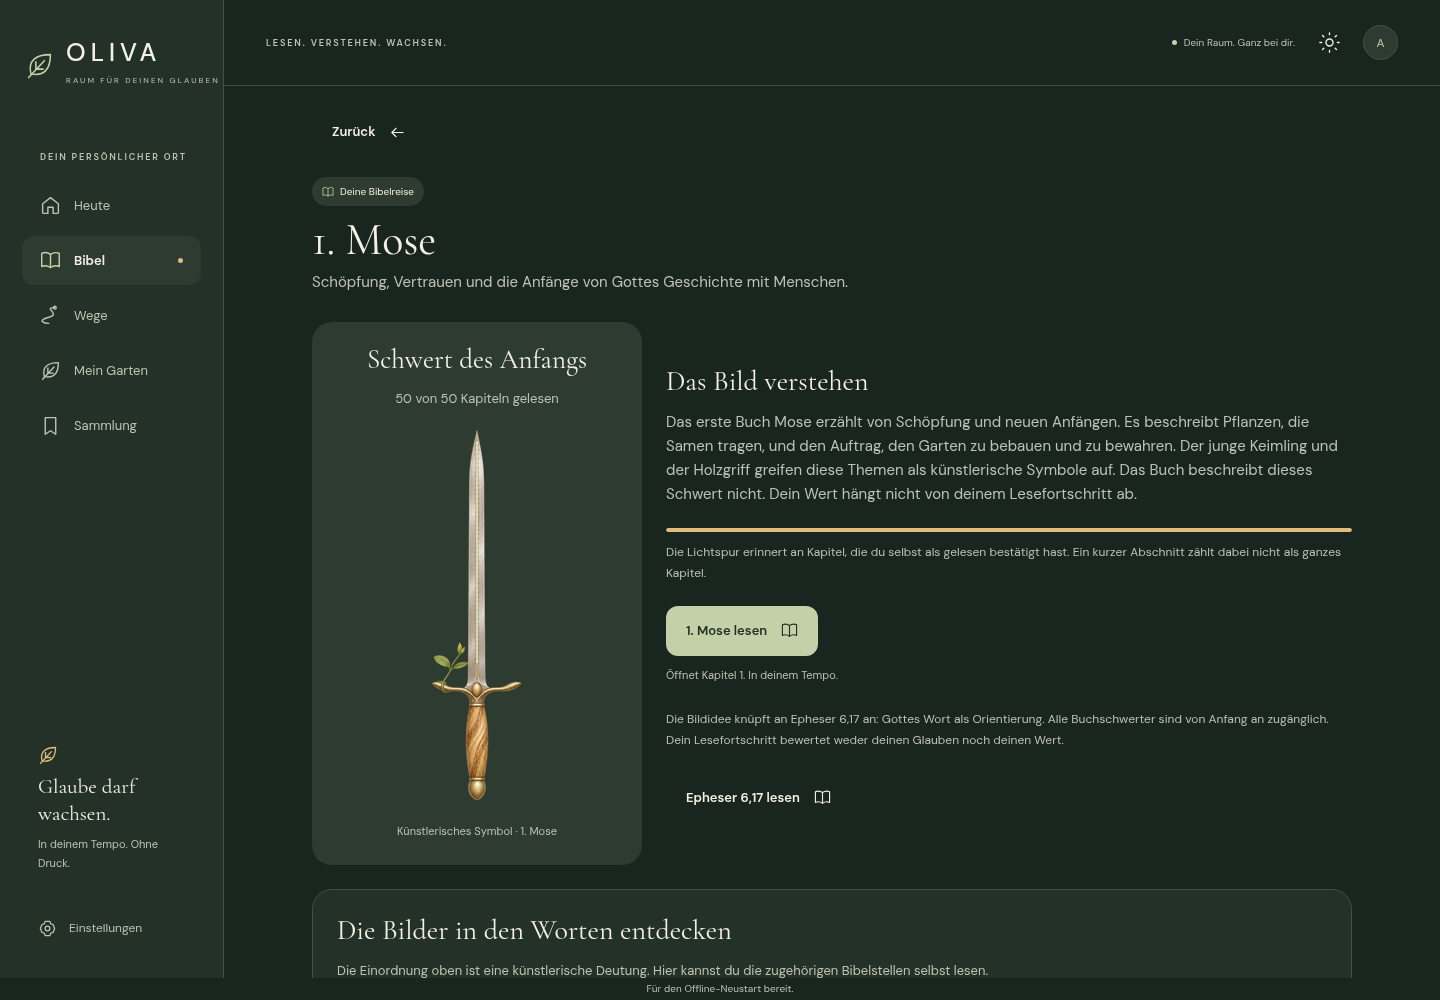 OLIVA
RAUM FÜR DEINEN GLAUBEN
LESEN. VERSTEHEN. WACHSEN.
Dein Raum. Ganz bei dir.
A
DEIN PERSÖNLICHER ORT
Heute
Bibel
Wege
Mein Garten
Sammlung
Glaube darf
wachsen.
In deinem Tempo. Ohne
Druck.
Einstellungen
Zurück
Deine Bibelreise
1. Mose
Schöpfung, Vertrauen und die Anfänge von Gottes Geschichte mit Menschen.
Schwert des Anfangs
50 von 50 Kapiteln gelesen
Künstlerisches Symbol · 1. Mose
Das Bild verstehen
Das erste Buch Mose erzählt von Schöpfung und neuen Anfängen. Es beschreibt Pflanzen, die
Samen tragen, und den Auftrag, den Garten zu bebauen und zu bewahren. Der junge Keimling und
der Holzgriff greifen diese Themen als künstlerische Symbole auf. Das Buch beschreibt dieses
Schwert nicht. Dein Wert hängt nicht von deinem Lesefortschritt ab.
Die Lichtspur erinnert an Kapitel, die du selbst als gelesen bestätigt hast. Ein kurzer Abschnitt zählt dabei nicht als ganzes
Kapitel.
1. Mose lesen
Öffnet Kapitel 1. In deinem Tempo.
Die Bildidee knüpft an Epheser 6,17 an: Gottes Wort als Orientierung. Alle Buchschwerter sind von Anfang an zugänglich.
Dein Lesefortschritt bewertet weder deinen Glauben noch deinen Wert.
Epheser 6,17 lesen
Die Bilder in den Worten entdecken
Die Einordnung oben ist eine künstlerische Deutung. Hier kannst du die zugehörigen Bibelstellen selbst lesen.
Für den Offline-Neustart bereit.